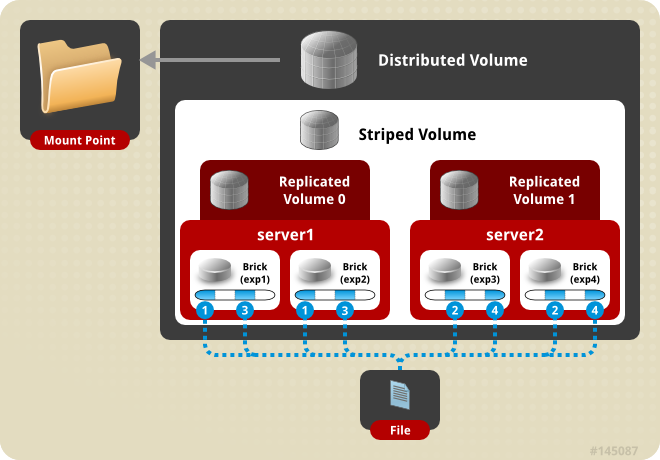 Distributed Volume
Mount Point
Striped Volume
Replicated
Volume 0
Replicated
Volume 1
server1
server2
Brick
(exp1)
Brick
(exp2)
Brick
(exp3)
Brick
(exp4)
1
3
1
3
2
4
2
4
File
#145087